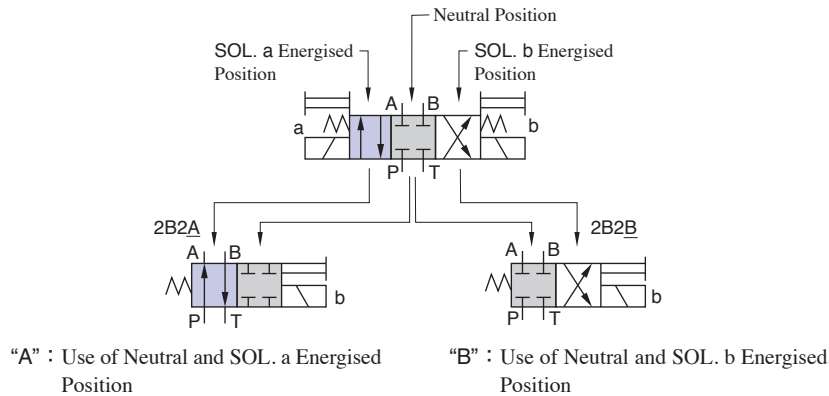 Neutral Position
SOL. a Energised
Position
SOL. b Energised
Position
A B
a
b
P T
2B2A
A B
b
P T
2B2B
A B
b
P T
“A” : Use of Neutral and SOL. a Energised
Position
“B” : Use of Neutral and SOL. b Energised
Position